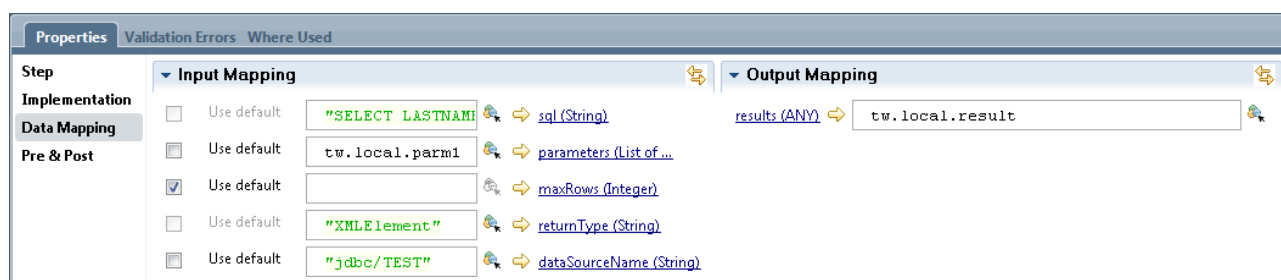 Properties Validation Errors Where Used
Step
Implementation
Data Mapping
Pre & Post
Input Mapping
Use default "SELECT LASTNAM sql (String)
Use default tw.local.parm1 parameters (List of ...
Use default maxRows (Integer)
Use default "XMLElement" returnType (String)
Use default "jdbc/TEST" dataSourceName (String)
Output Mapping
results (ANY) tw.local.result